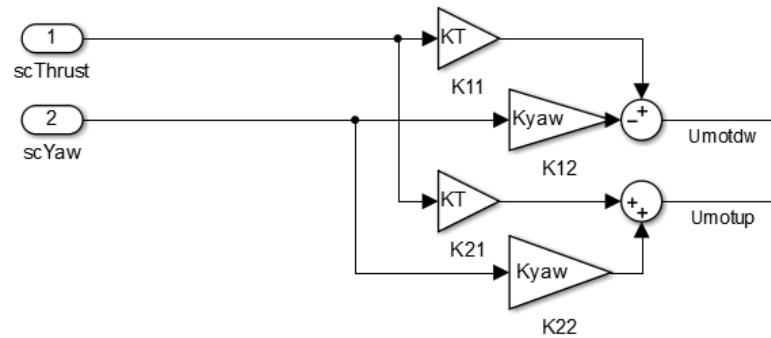 1
scThrust
KT
K11
2
scYaw
Kyaw
K12
− +
Umotdw
KT
K21
+ +
Umotup
Kyaw
K22